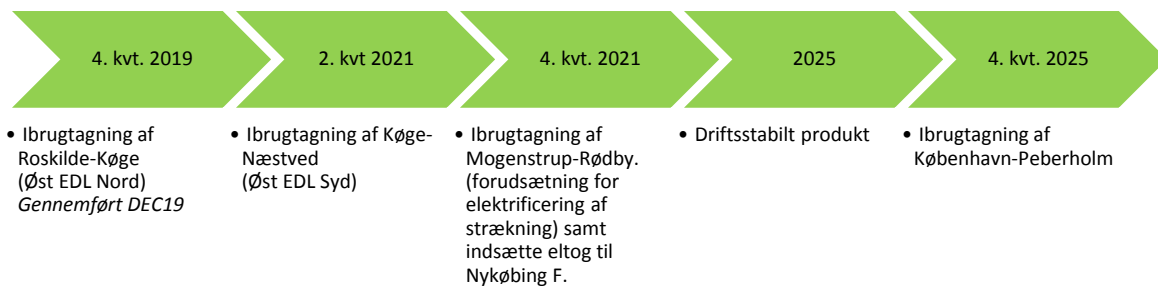 4. kvt. 2019
2. kvt 2021
4. kvt. 2021
2025
4. kvt. 2025
• Ibrugtagning af
Roskilde-Køge
(Øst EDL Nord)
Gennemført DEC19
• Ibrugtagning af Køge-
Næstved
(Øst EDL Syd)
• Ibrugtagning af
Mogenstrup-Rødby.
(forudsætning for
elektrificering af
strækning) samt
indsætte eltog til
Nykøbing F.
• Driftsstabilt produkt
• Ibrugtagning af
København-Peberholm